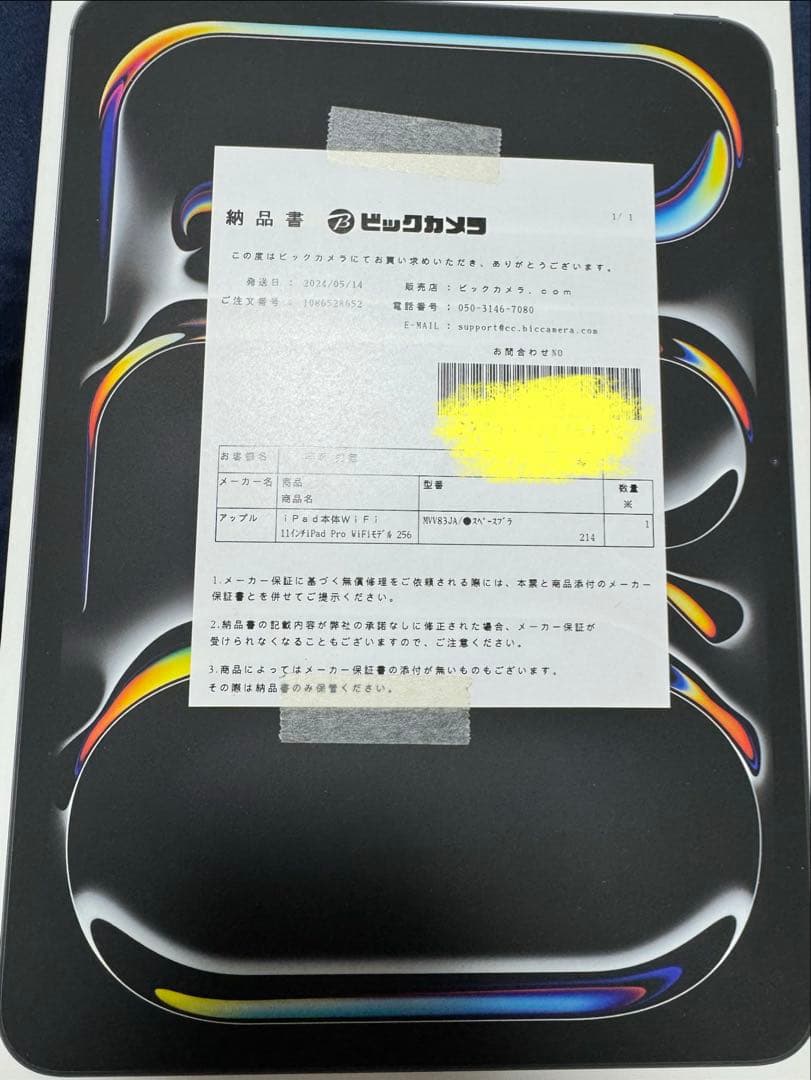 納品書 ビックカメラ 1/ 1
この度はビックカメラにてお買い求めいただき、ありがとうございます。
発送日 : 2024/05/14 販売店 : ビックカメラ.com
ご注文番号 : 1086528652 電話番号 : 050-3146-7080
E-MAIL : support@cc.biccamera.com
お問合わせNO
お客様名
メーカー名 商品 型番 数量
商品名 ※
アップル iPad本体WiFi MVV83JA/●スペースブラ 1
11インチiPad Pro WiFiモデル 256 214
1.メーカー保証に基づく無償修理をご依頼される際には、本票と商品添付のメーカー
保証書とを併せてご提示ください。
2.納品書の記載内容が弊社の承諾なしに修正された場合、メーカー保証が
受けられなくなることもございますので、ご注意ください。
3.商品によってはメーカー保証書の添付が無いものもございます。
その際は納品書のみ保管ください。